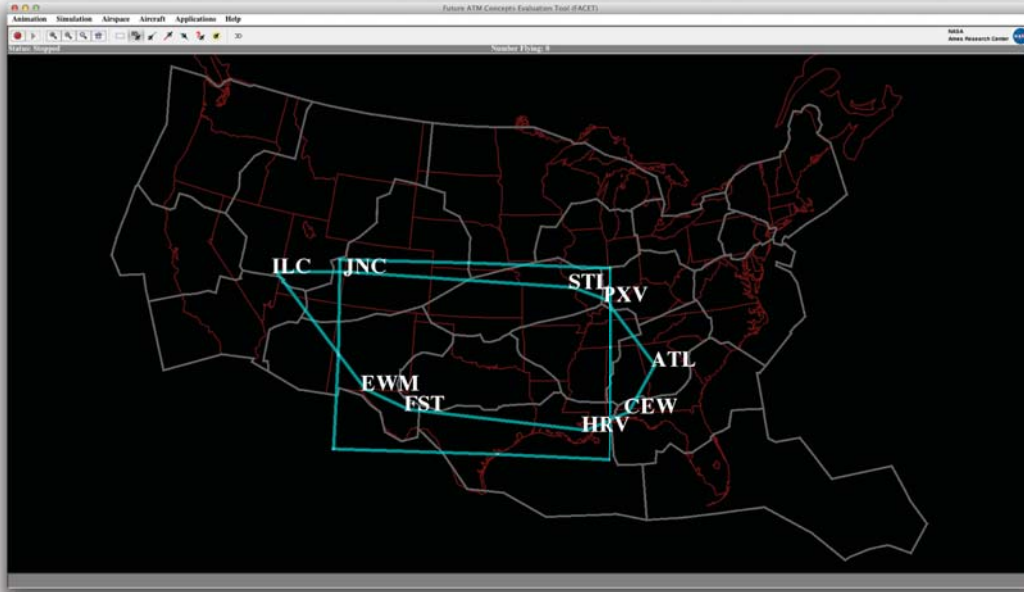 Future ATM Concepts Evaluation Tool (FACET)
Animation Simulation Airspace Aircraft Applications Help
3D
NASA
Ames Research Center
Status: Stopped Number Flying: 0
ILC JNC
STL
PXV
ATL
EWM
FST
CEW
HRV